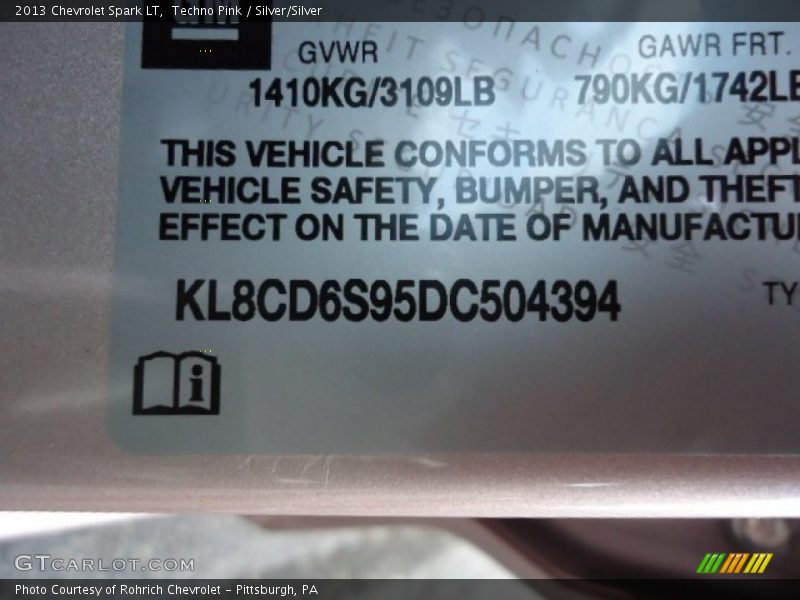 2013 Chevrolet Spark LT,  Techno Pink / Silver/Silver
gm
GVWR GAWR FRT.
1410KG/3109LB 790KG/1742LB
THIS VEHICLE CONFORMS TO ALL APPL
VEHICLE SAFETY, BUMPER, AND THEFT
EFFECT ON THE DATE OF MANUFACTU
KL8CD6S95DC504394 TY
GTCARLOT.COM
Photo Courtesy of Rohrich Chevrolet - Pittsburgh, PA